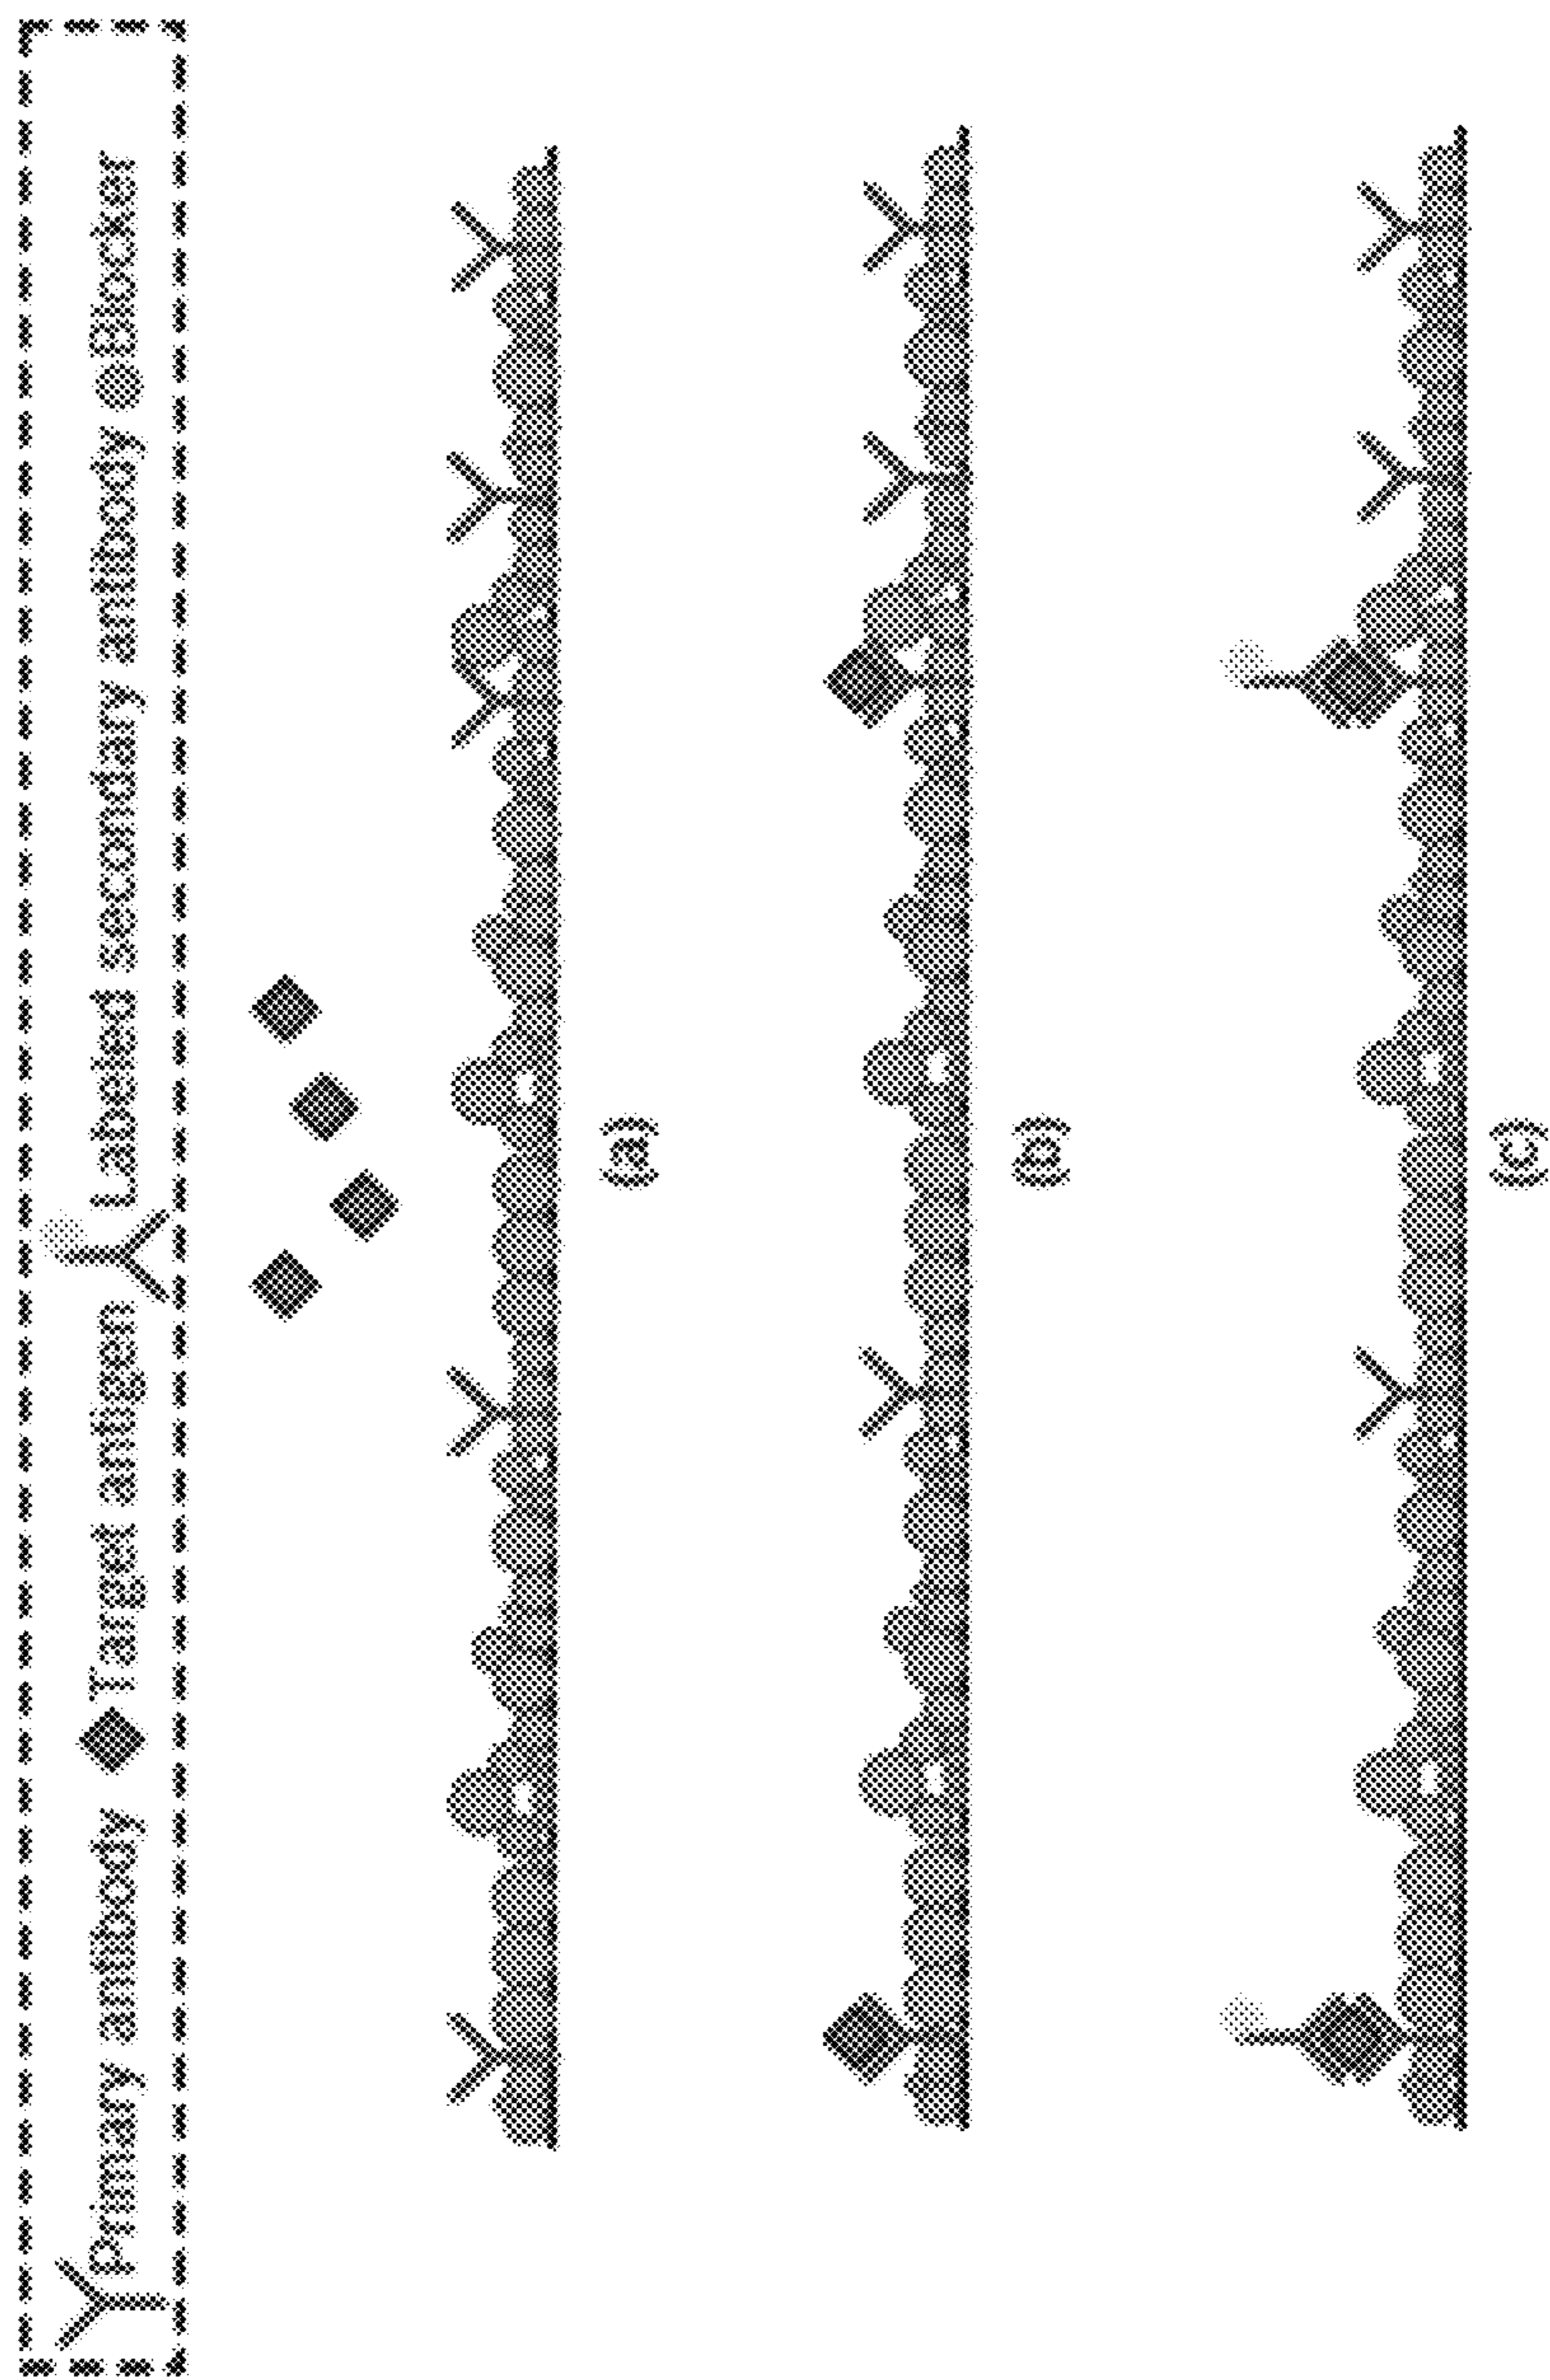 primary antibody Target antigen Labeled secondary antibody Blocker
(a)
(b)
(c)